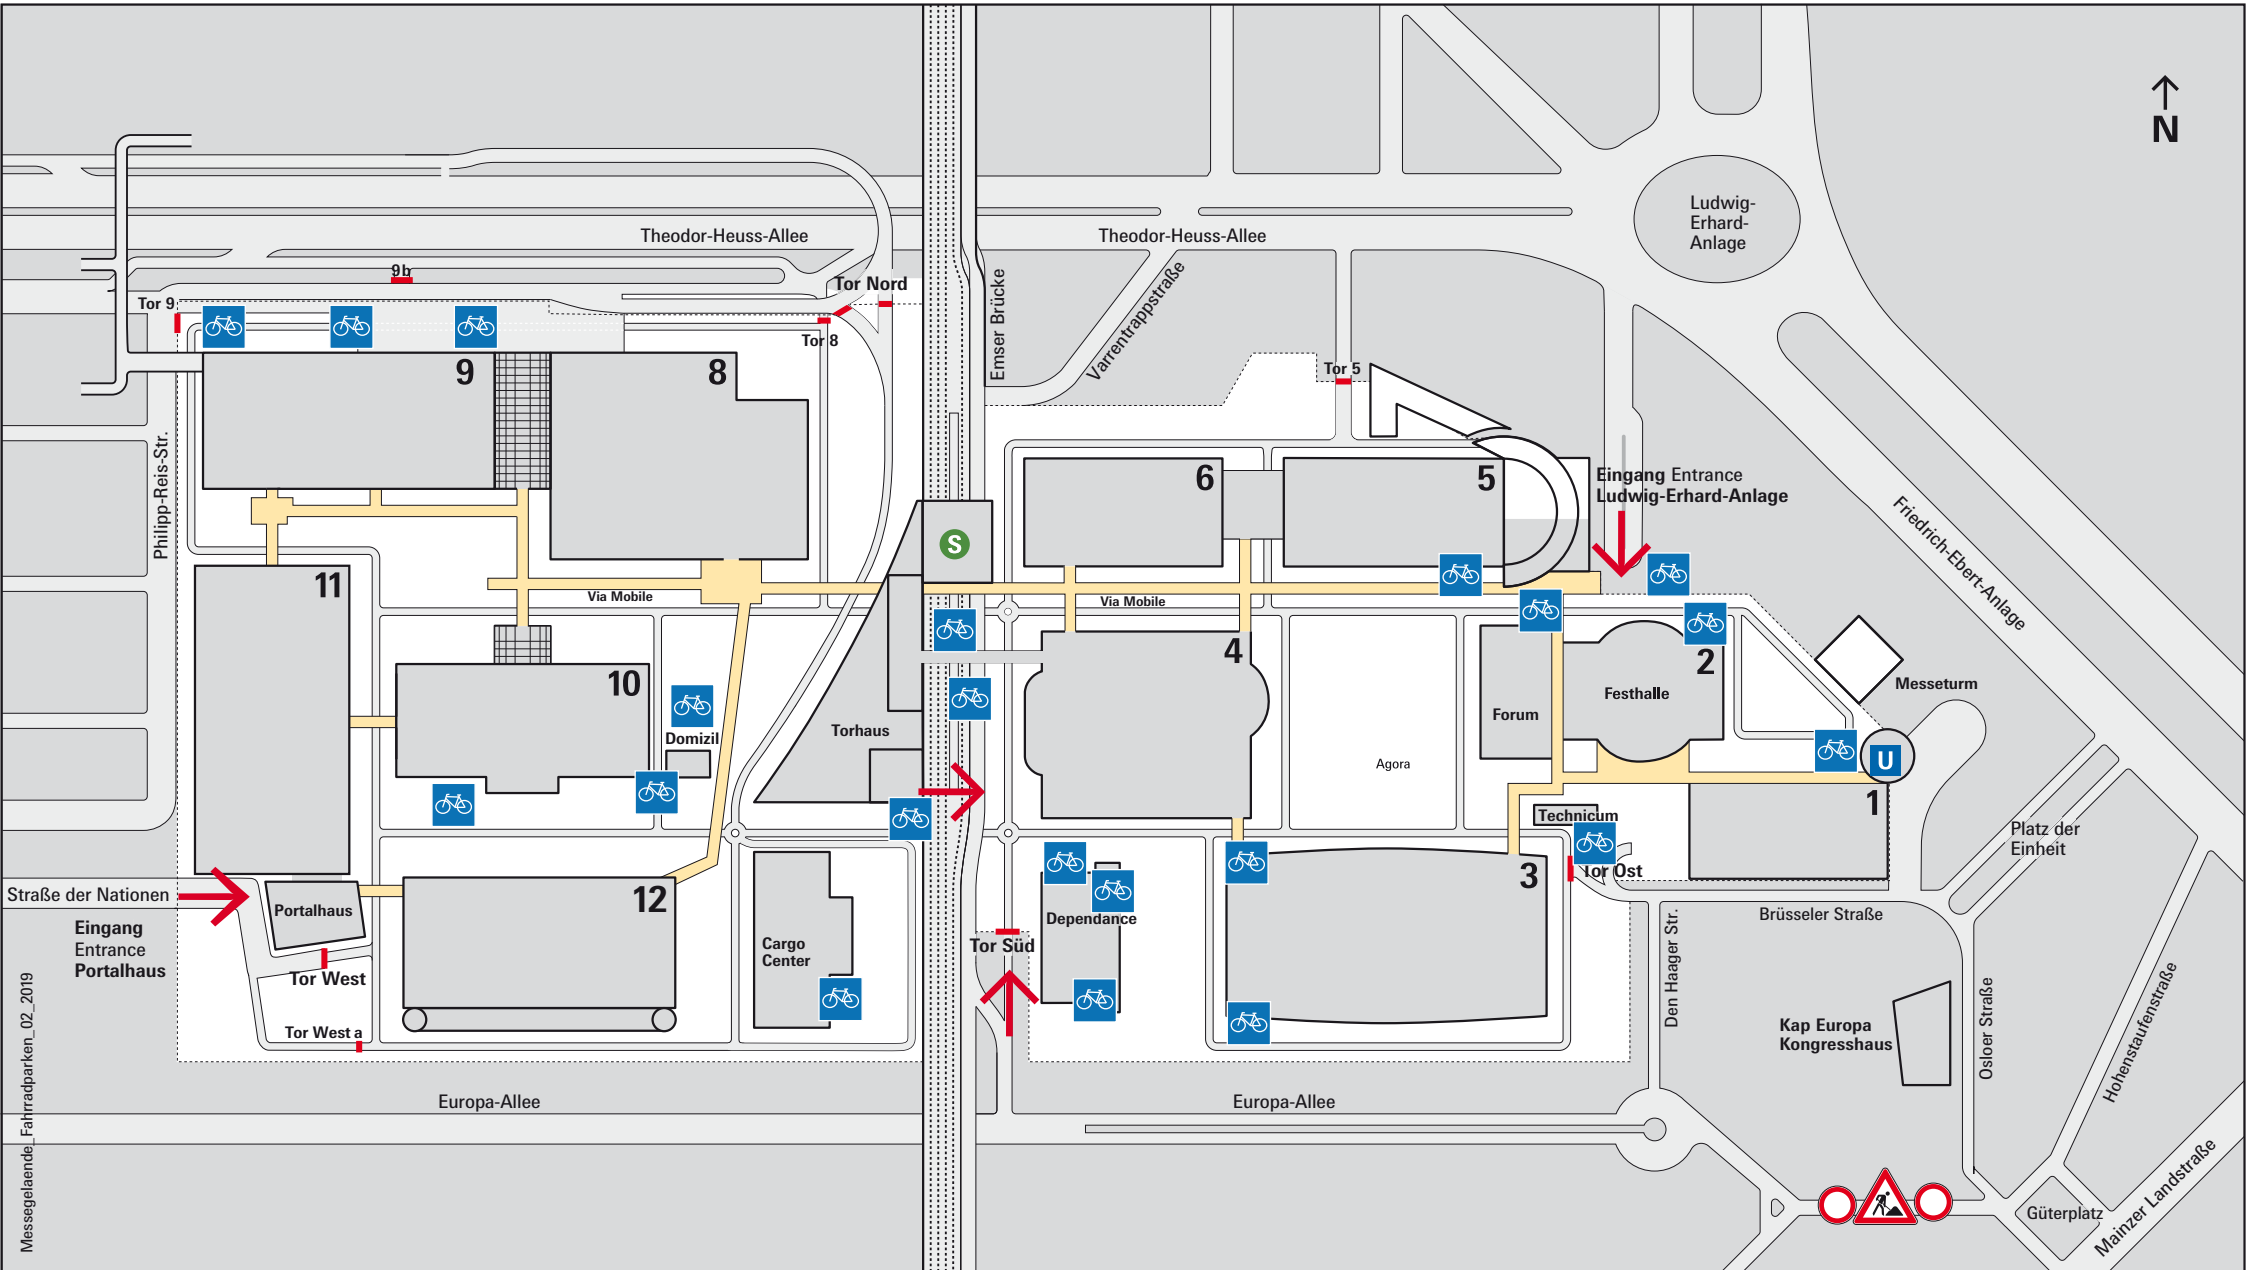 N
Ludwig-
Erhard-
Anlage
Theodor-Heuss-Allee
Theodor-Heuss-Allee
9b
Tor Nord
Tor 9
Tor 8
Emser Brücke
Varrentrappstraße
Tor 5
9
8
Philipp-Reis-Str.
6
5
Eingang Entrance
Ludwig-Erhard-Anlage
Friedrich-Ebert-Anlage
S
11
Via Mobile
Via Mobile
4
2
10
Festhalle
Messeturm
Forum
Domizil
Torhaus
Agora
U
1
Technicum
Platz der
Einheit
Tor Ost
3
Straße der Nationen
12
Portalhaus
Dependance
Brüsseler Straße
Eingang
Entrance
Portalhaus
Cargo
Center
Tor Süd
Den Haager Str.
Tor West
Osloer Straße
Hohenstaufenstraße
Tor West a
Kap Europa
Kongresshaus
Europa-Allee
Europa-Allee
Güterplatz
Mainzer Landstraße
Messegelaende_Fahrradparken_02_2019